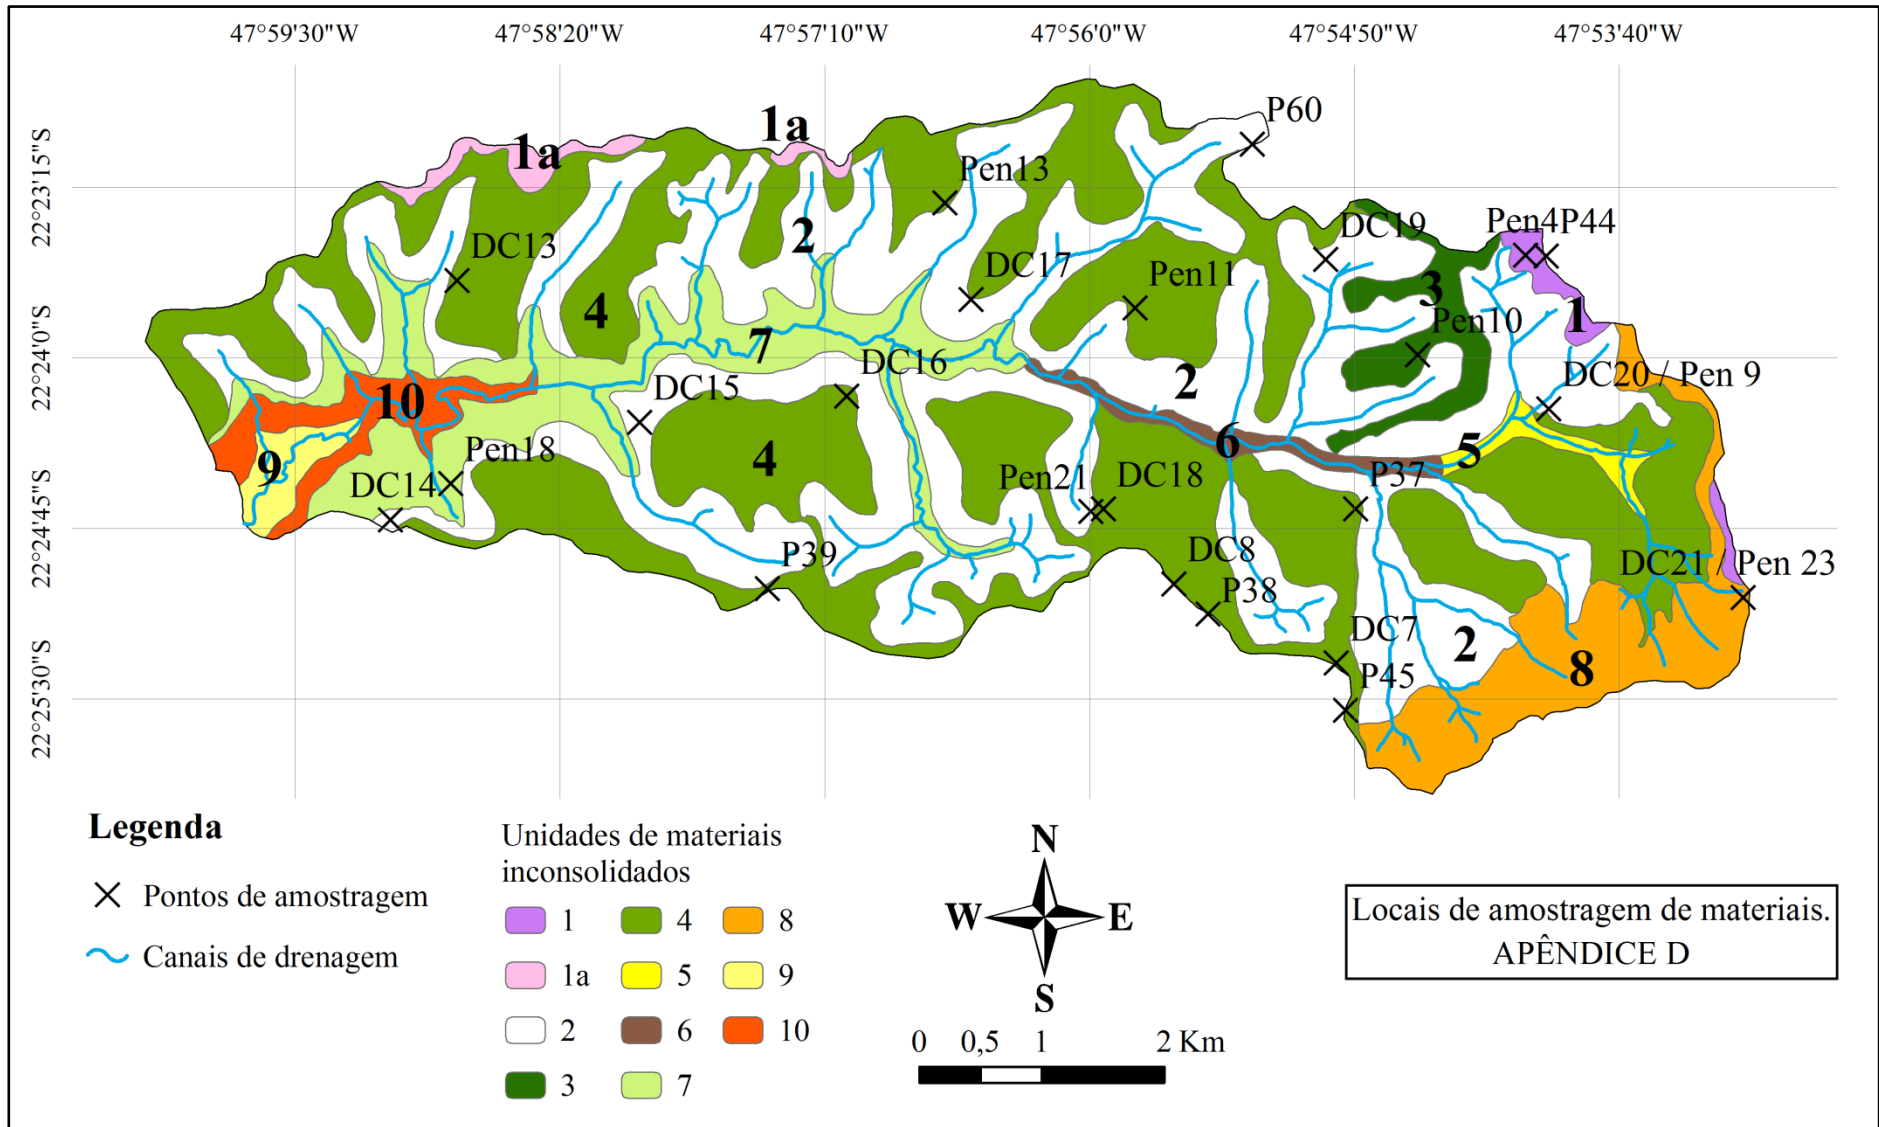 47°59'30"W 47°58'20"W 47°57'10"W 47°56'0"W 47°54'50"W 47°53'40"W
22°23'15"S
22°24'0"S
22°24'45"S
22°25'30"S
P60
1a
1a
Pen13
2
DC13
DC17
DC19
Pen4
P44
Pen11
3
4
1
Pen10
7
DC16
DC15
2
DC20 / Pen 9
10
6
5
9
Pen18
4
DC14
Pen21
DC18
P37
P39
DC8
P38
DC21 / Pen 23
DC7
2
8
P45
Legenda
Pontos de amostragem
Canais de drenagem
Unidades de materiais
inconsolidados
1
1a
2
3
4
5
6
7
8
9
10
N
W
E
S
0 0,5 1 2 Km
Locais de amostragem de materiais.
APÊNDICE D